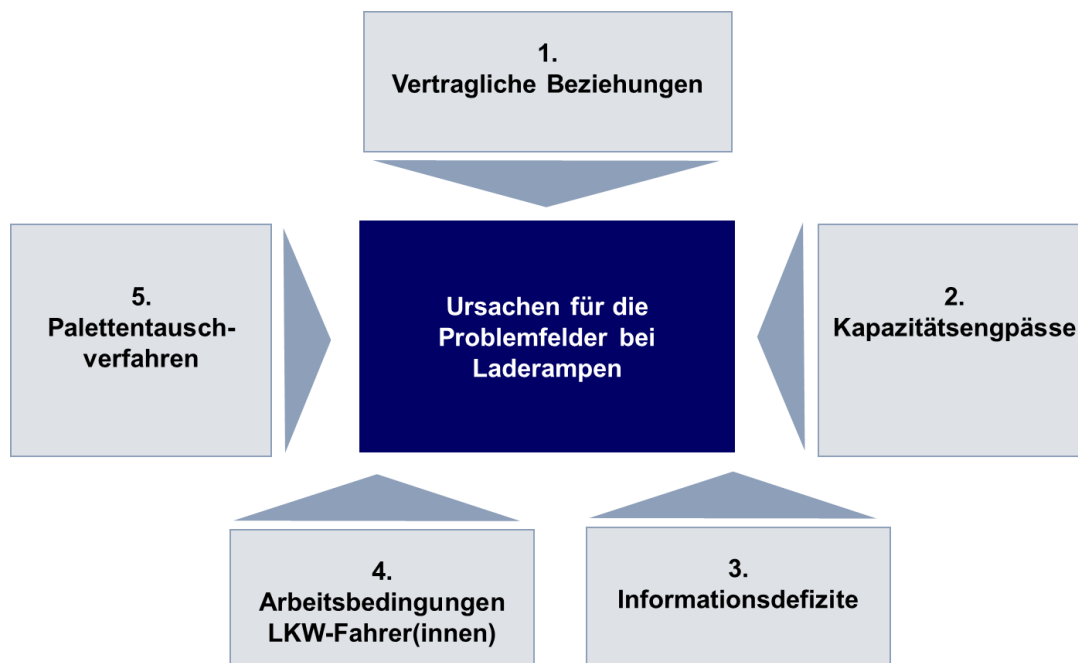 1.
Vertragliche Beziehungen
5.
Palettentausch-
verfahren
Ursachen für die
Problemfelder bei
Laderampen
2.
Kapazitätsengpässe
4.
Arbeitsbedingungen
LKW-Fahrer(innen)
3.
Informationsdefizite